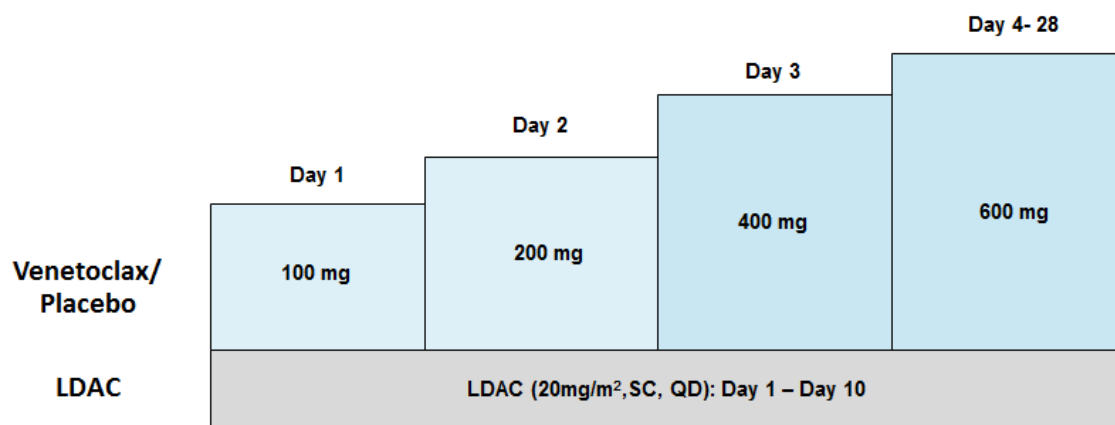 Day 4- 28
Day 3
Day 2
Day 1
600 mg
400 mg
200 mg
100 mg
Venetoclax/
Placebo
LDAC
LDAC (20mg/m²,SC, QD): Day 1 – Day 10